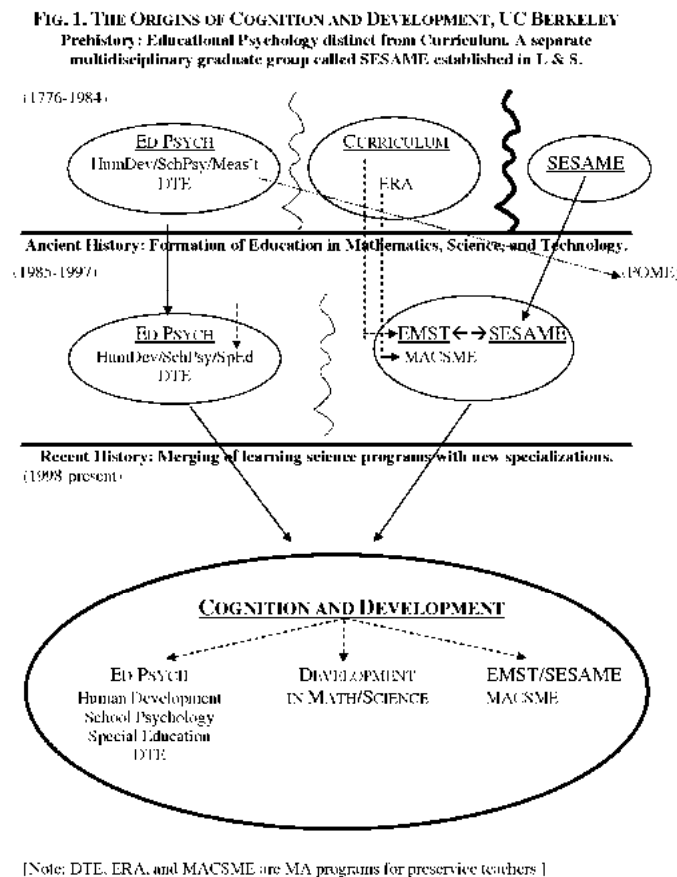 FIG. 1. THE ORIGINS OF COGNITION AND DEVELOPMENT, UC BERKELEY
Prehistory: Educational Psychology distinct from Curriculum. A separate
multidisciplinary graduate group called SESAME established in L & S.
(1776-1984)
ED PSYCH
HumDev/SchPsy/Meas't
DTE
CURRICULUM
ERA
SESAME
Ancient History: Formation of Education in Mathematics, Science, and Technology.
(1985-1997)
(POME)
ED PSYCH
HumDev/SchPsy/SpEd
DTE
EMST SESAME
MACSME
Recent History: Merging of learning science programs with new specializations.
(1998-present)
COGNITION AND DEVELOPMENT
ED PSYCH
Human Development
School Psychology
Special Education
DTE
DEVELOPMENT
IN MATH/SCIENCE
EMST/SESAME
MACSME
[Note: DTE, ERA, and MACSME are MA programs for preservice teachers.]